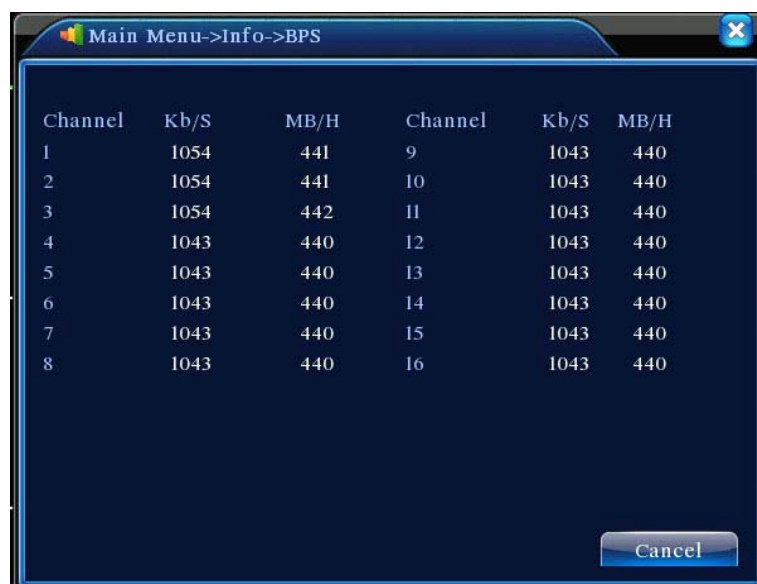 Main Menu->Info->BPS
Channel Kb/S MB/H Channel Kb/S MB/H
1 1054 441 9 1043 440
2 1054 441 10 1043 440
3 1054 442 11 1043 440
4 1043 440 12 1043 440
5 1043 440 13 1043 440
6 1043 440 14 1043 440
7 1043 440 15 1043 440
8 1043 440 16 1043 440
Cancel